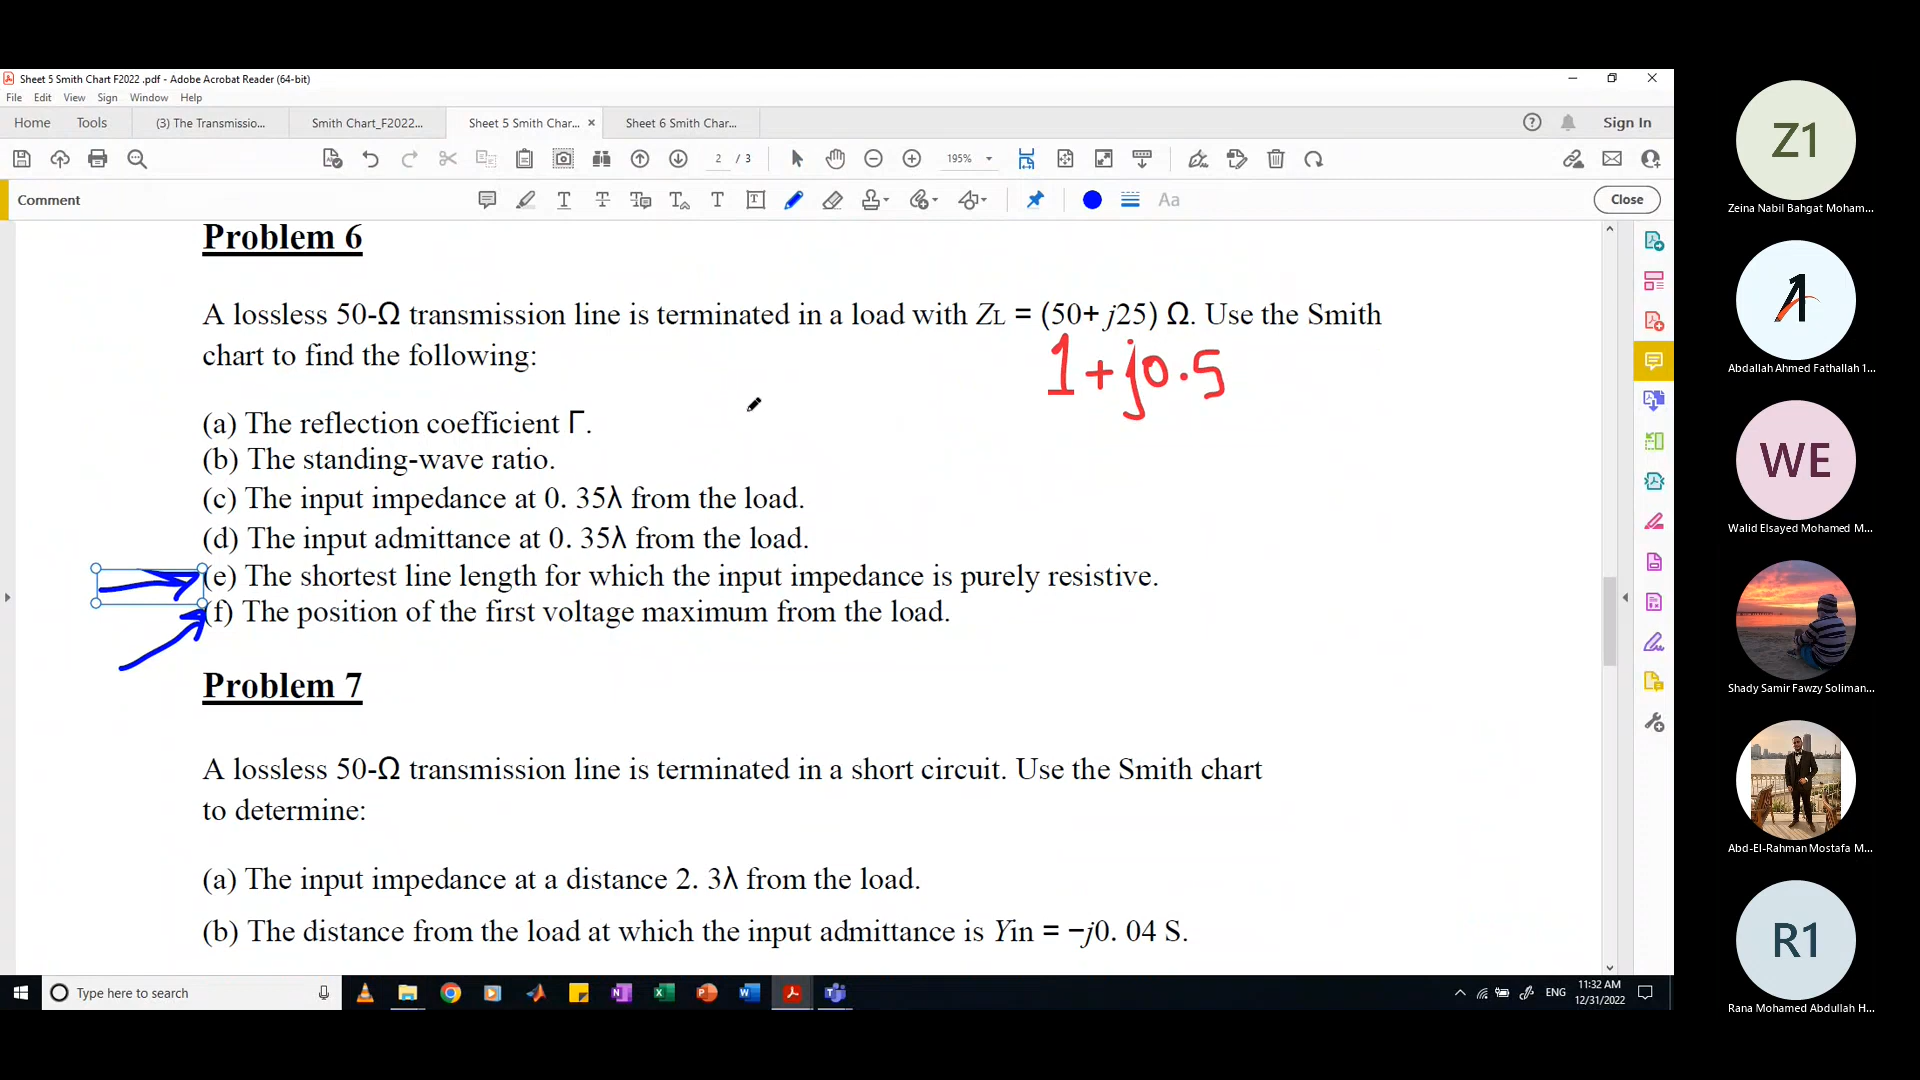 Sheet 5 Smith Chart F2022 .pdf - Adobe Acrobat Reader (64-bit)
File Edit View Sign Window Help
Home Tools (3) The Transmissio... Smith Chart_F2022... Sheet 5 Smith Char... × Sheet 6 Smith Char... Sign In
2 / 3 195%
Comment Aa Close
Problem 6
A lossless 50-Ω transmission line is terminated in a load with ZL = (50+ j25) Ω. Use the Smith
chart to find the following:
1+j0.5
(a) The reflection coefficient Γ.
(b) The standing-wave ratio.
(c) The input impedance at 0. 35λ from the load.
(d) The input admittance at 0. 35λ from the load.
(e) The shortest line length for which the input impedance is purely resistive.
(f) The position of the first voltage maximum from the load.
Problem 7
A lossless 50-Ω transmission line is terminated in a short circuit. Use the Smith chart
to determine:
(a) The input impedance at a distance 2. 3λ from the load.
(b) The distance from the load at which the input admittance is Yin = −j0. 04 S.
Type here to search
ENG
11:32 AM
12/31/2022
Z1
Zeina Nabil Bahgat Moham...
Abdallah Ahmed Fathallah 1...
WE
Walid Elsayed Mohamed M...
Shady Samir Fawzy Soliman...
Abd-El-Rahman Mostafa M...
R1
Rana Mohamed Abdullah H...